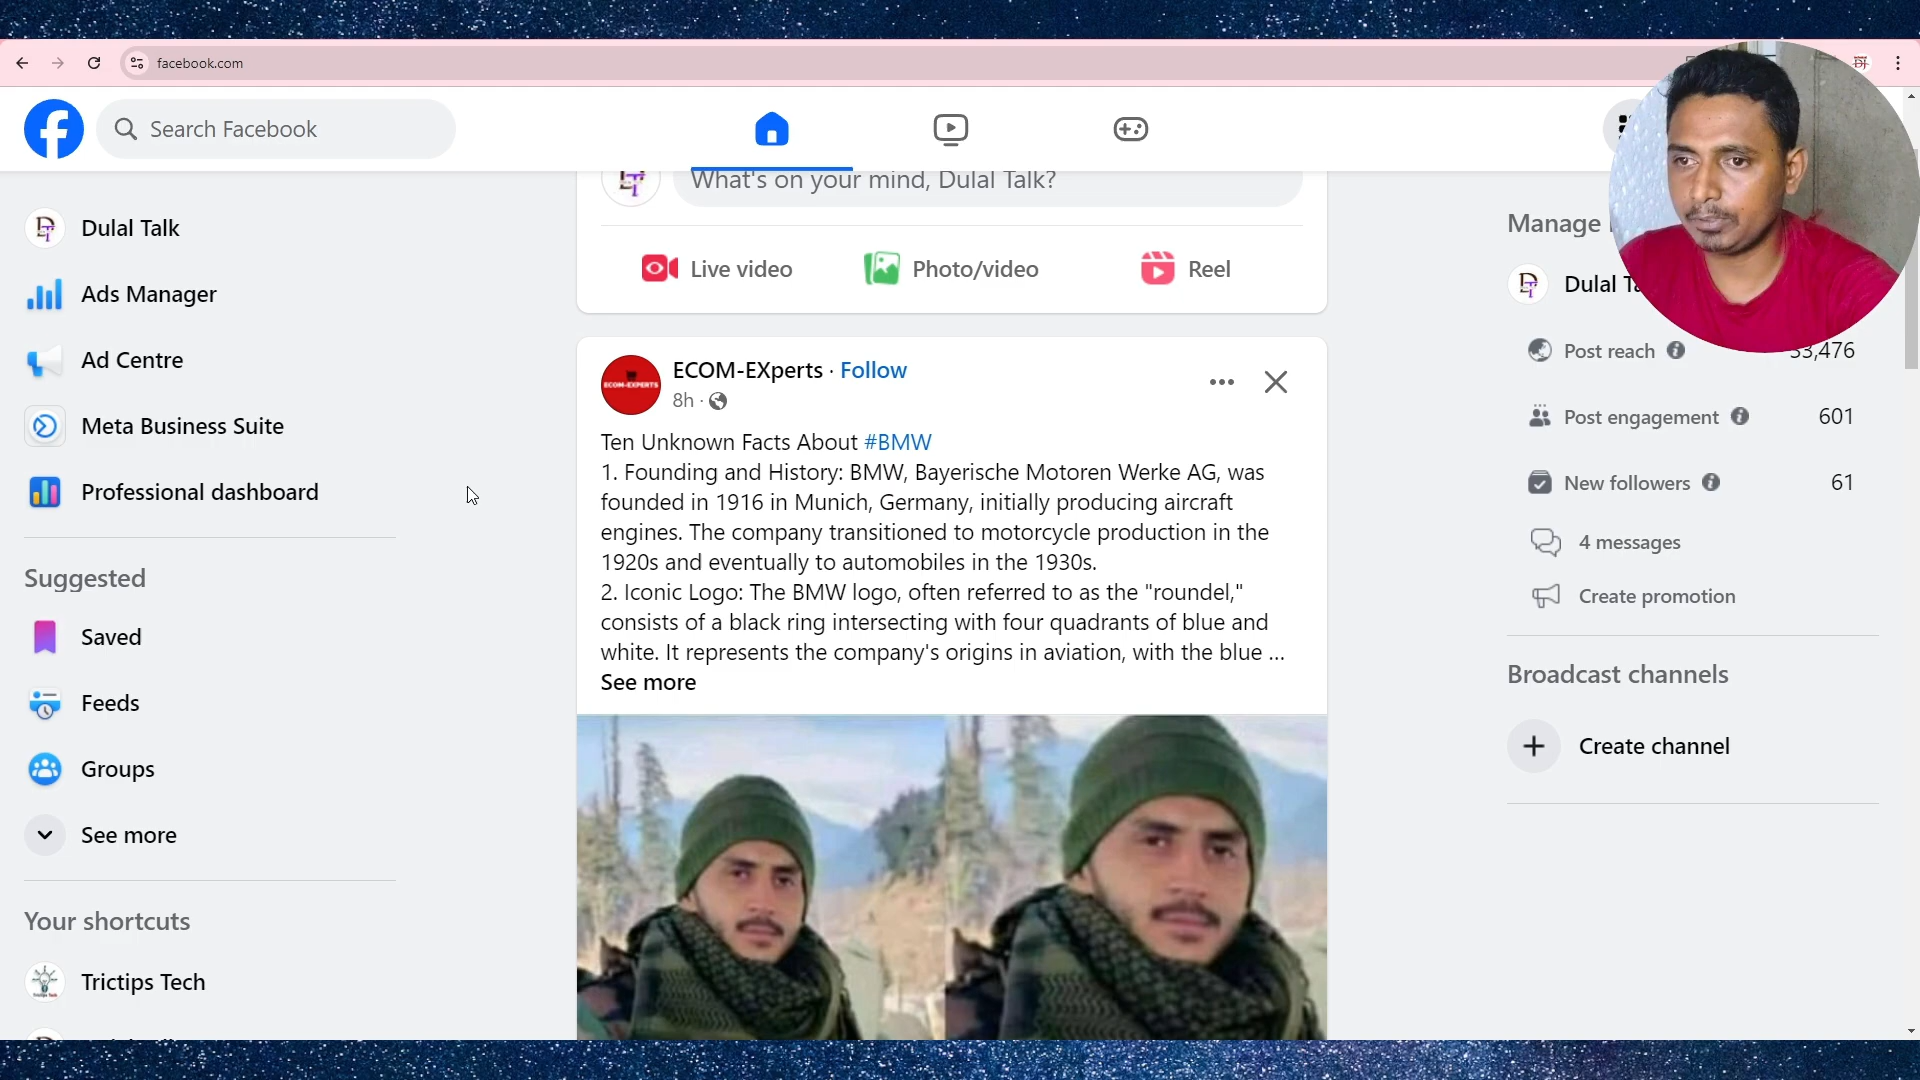 facebook.com
Search Facebook
What's on your mind, Dulal Talk?
Live video
Photo/video
Reel
Dulal Talk
Ads Manager
Ad Centre
Meta Business Suite
Professional dashboard
Suggested
Saved
Feeds
Groups
See more
Your shortcuts
Trictips Tech
ECOM-EXPERTS
ECOM-EXperts · Follow
8h ·
Ten Unknown Facts About #BMW
1. Founding and History: BMW, Bayerische Motoren Werke AG, was
founded in 1916 in Munich, Germany, initially producing aircraft
engines. The company transitioned to motorcycle production in the
1920s and eventually to automobiles in the 1930s.
2. Iconic Logo: The BMW logo, often referred to as the "roundel,"
consists of a black ring intersecting with four quadrants of blue and
white. It represents the company's origins in aviation, with the blue ...
See more
Manage
Dulal
Post reach 33,476
Post engagement 601
New followers 61
4 messages
Create promotion
Broadcast channels
Create channel